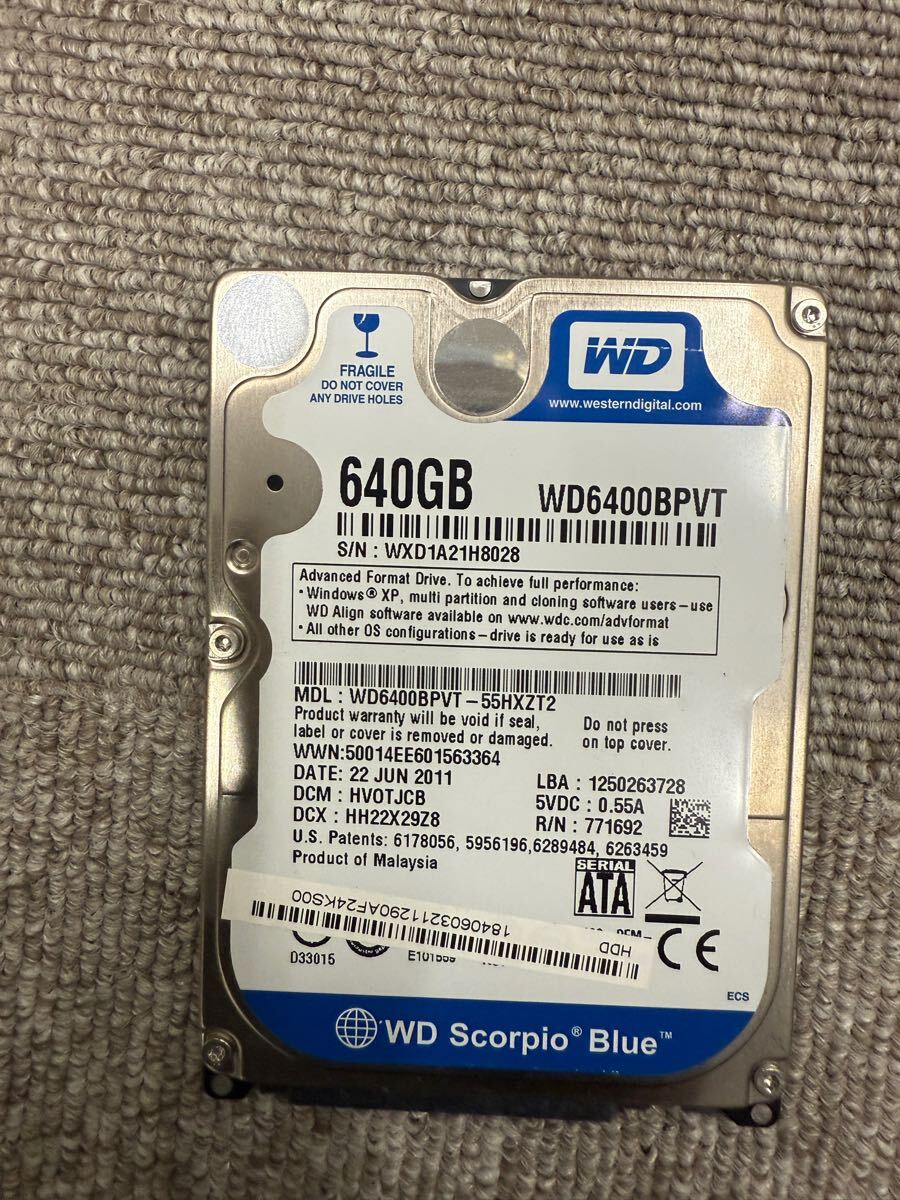 FRAGILE
DO NOT COVER
ANY DRIVE HOLES
WD
www.westerndigital.com
640GB
WD6400BPVT
S/N : WXD1A21H8028
Advanced Format Drive. To achieve full performance:
• Windows® XP, multi partition and cloning software users – use
WD Align software available on www.wdc.com/advformat
• All other OS configurations – drive is ready for use as is
MDL : WD6400BPVT – 55HXZT2
Product warranty will be void if seal,
label or cover is removed or damaged.
Do not press
on top cover.
WWN:50014EE601563364
DATE: 22 JUN 2011
DCM : HVOTJCB
DCX : HH22X29Z8
LBA : 1250263728
5VDC : 0.55A
R/N : 771692
U.S. Patents: 6178056, 5956196,6289484, 6263459
Product of Malaysia
SERIAL
ATA
HDD
1840603211290AF24KS00
D33015
E101559
CE
ECS
WD Scorpio® Blue™